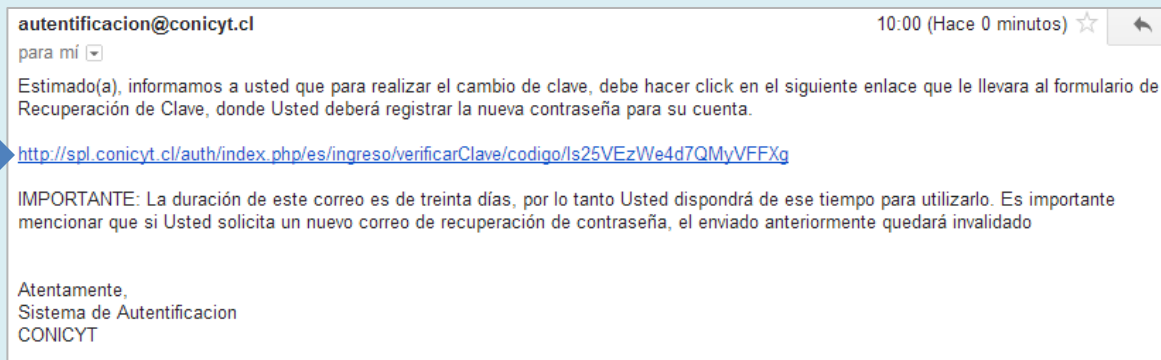 autentificacion@conicyt.cl
10:00 (Hace 0 minutos)
para mí
Estimado(a), informamos a usted que para realizar el cambio de clave, debe hacer click en el siguiente enlace que le llevara al formulario de
Recuperación de Clave, donde Usted deberá registrar la nueva contraseña para su cuenta.
http://spl.conicyt.cl/auth/index.php/es/ingreso/verificarClave/codigo/Is25VEzWe4d7QMyVFFXg
IMPORTANTE: La duración de este correo es de treinta días, por lo tanto Usted dispondrá de ese tiempo para utilizarlo. Es importante
mencionar que si Usted solicita un nuevo correo de recuperación de contraseña, el enviado anteriormente quedará invalidado
Atentamente,
Sistema de Autentificacion
CONICYT